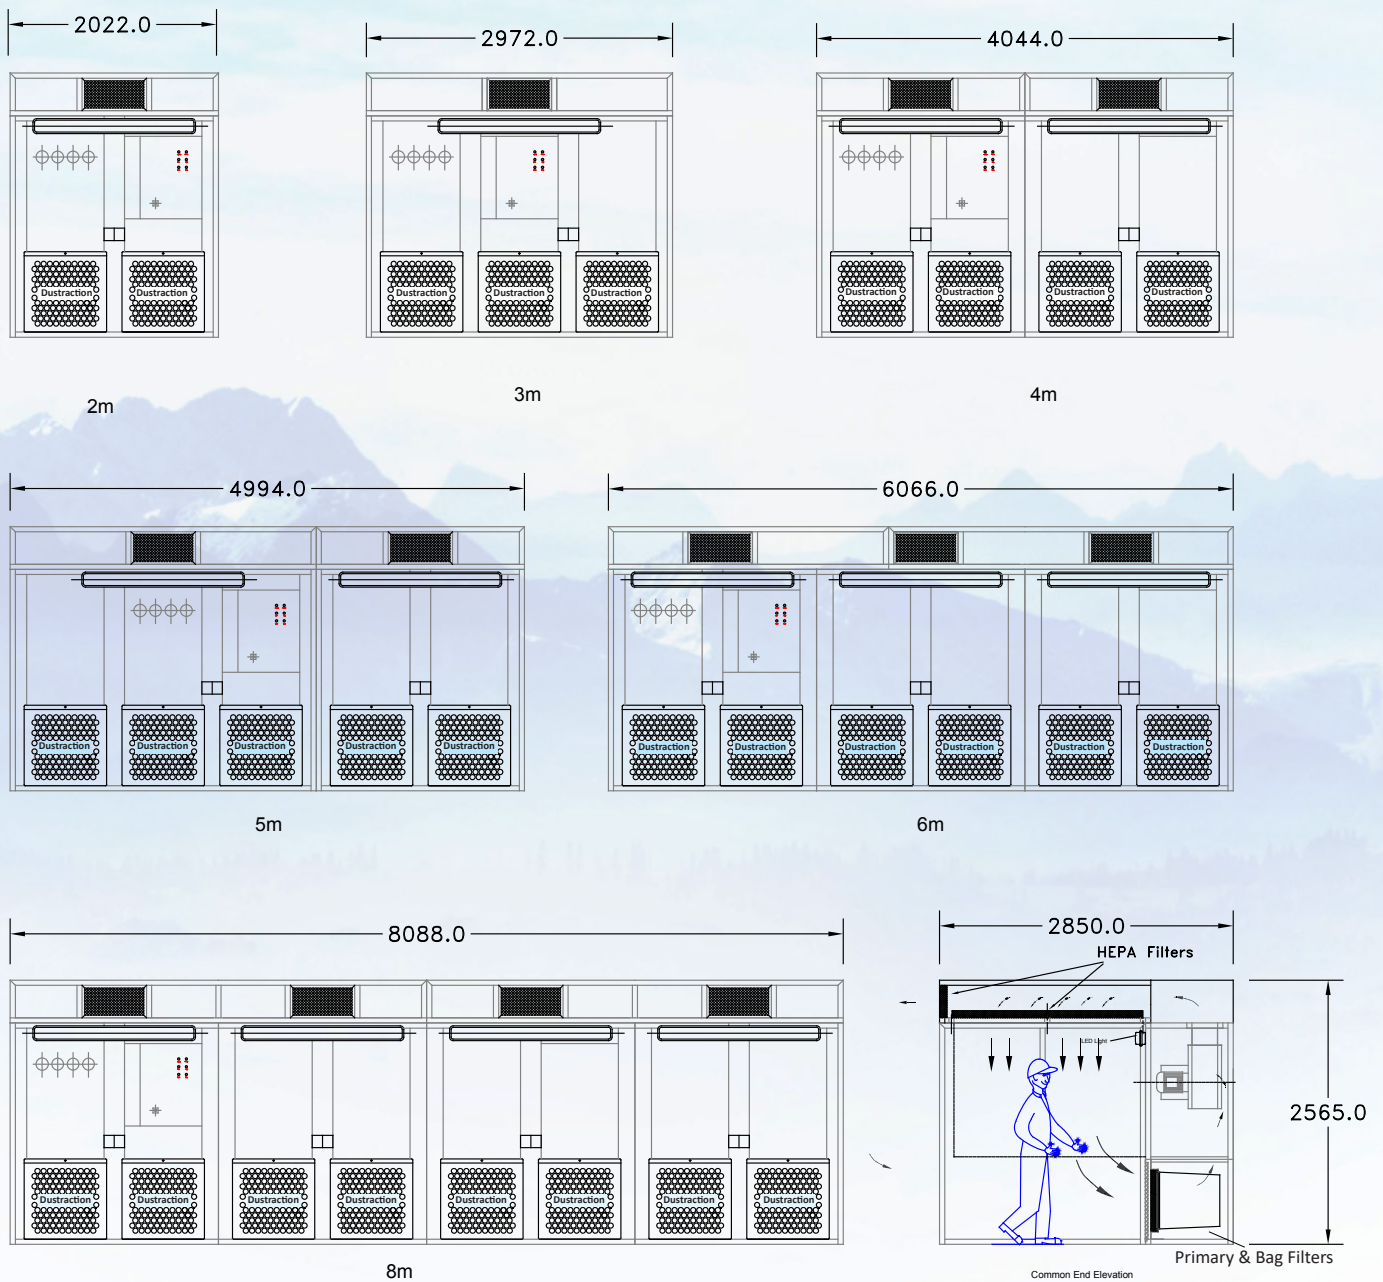 2022.0
2972.0
4044.0
Dustraction Dustraction
Dustraction Dustraction Dustraction
Dustraction Dustraction Dustraction Dustraction
2m
3m
4m
4994.0
6066.0
Dustraction Dustraction Dustraction Dustraction Dustraction
Dustraction Dustraction Dustraction Dustraction Dustraction Dustraction
5m
6m
8088.0
Dustraction Dustraction Dustraction Dustraction Dustraction Dustraction Dustraction Dustraction
8m
2850.0
HEPA Filters
LED Light
2565.0
Primary & Bag Filters
Common End Elevation